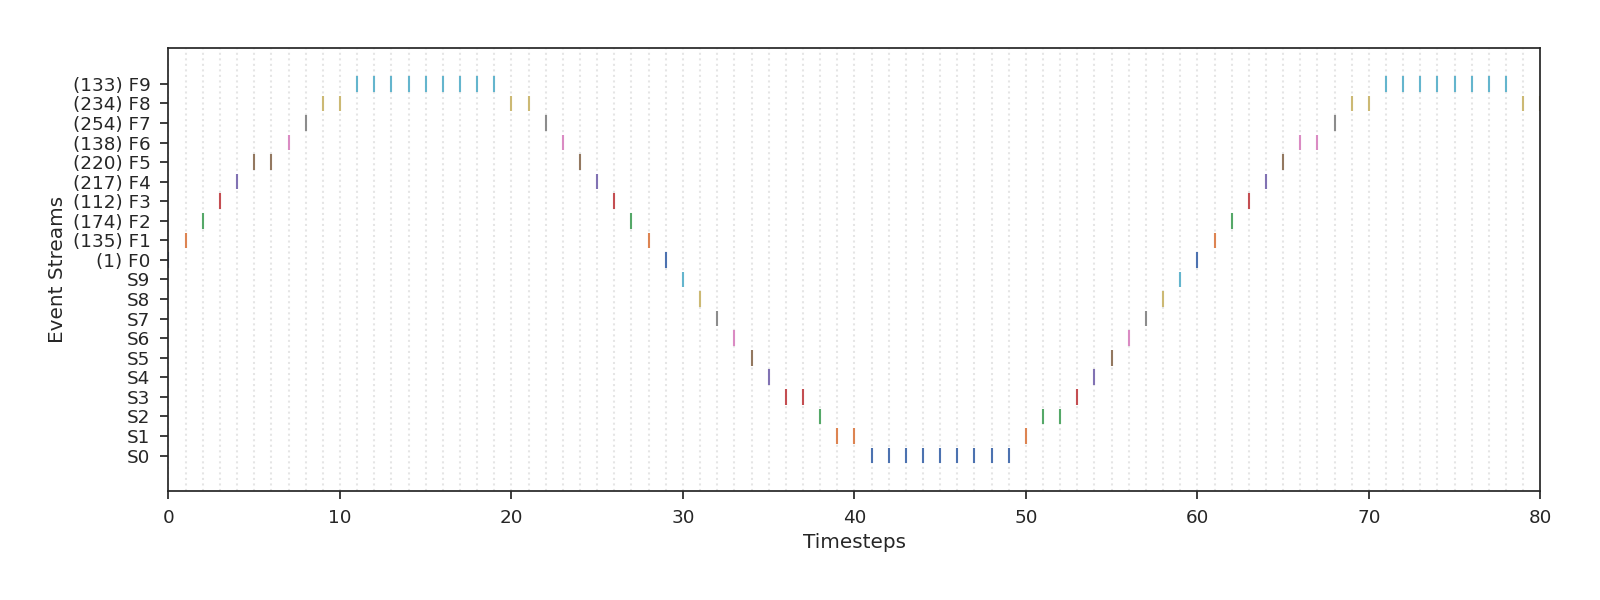 (133) F9
(234) F8
(254) F7
(138) F6
(220) F5
(217) F4
(112) F3
(174) F2
(135) F1
(1) F0
S9
S8
S7
S6
S5
S4
S3
S2
S1
S0
Event Streams
0 10 20 30 40 50 60 70 80
Timesteps